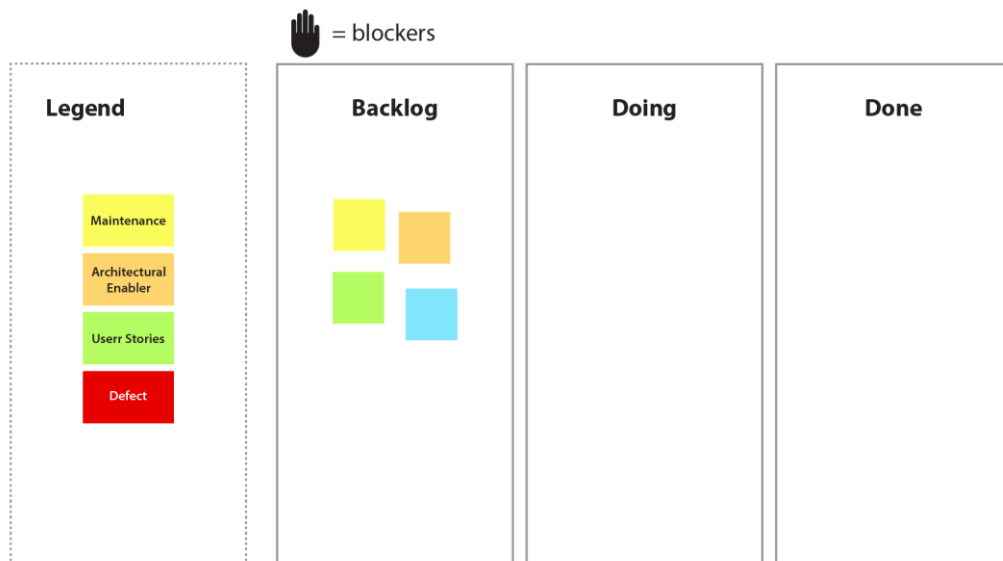 = blockers
Legend
Backlog
Doing
Done
Maintenance
Architectural
Enabler
Userr Stories
Defect